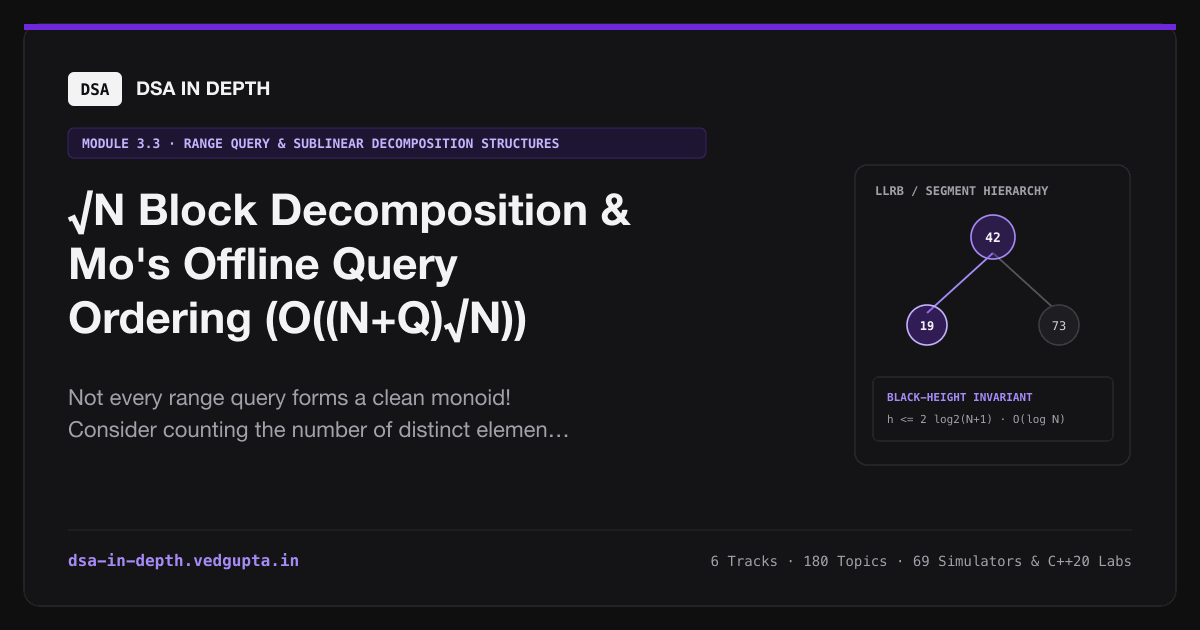 DSA
DSA IN DEPTH
MODULE 3.3 · RANGE QUERY & SUBLINEAR DECOMPOSITION STRUCTURES
√N Block Decomposition &
Mo's Offline Query
Ordering (O((N+Q)√N))
Not every range query forms a clean monoid!
Consider counting the number of distinct elemen…
LLRB / SEGMENT HIERARCHY
42
19
73
BLACK-HEIGHT INVARIANT
h <= 2 log2(N+1) · O(log N)
dsa-in-depth.vedgupta.in
6 Tracks · 180 Topics · 69 Simulators & C++20 Labs